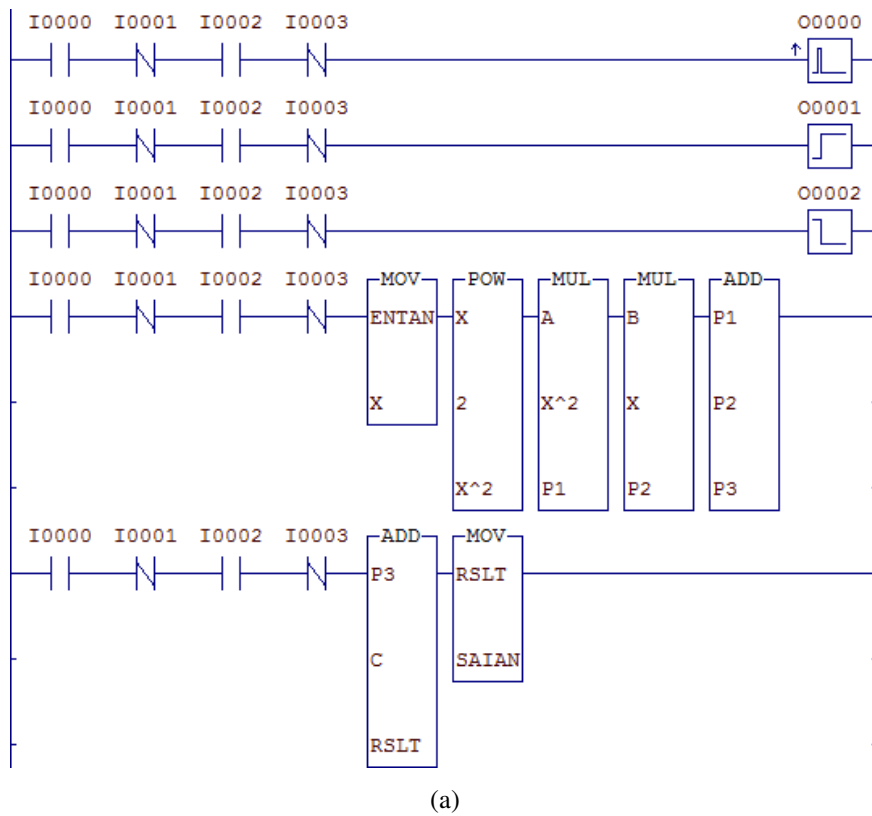 I0000 I0001 I0002 I0003 O0000
I0000 I0001 I0002 I0003 O0001
I0000 I0001 I0002 I0003 O0002
I0000 I0001 I0002 I0003 MOV POW MUL MUL ADD
ENTAN X A B P1
X 2 X^2 X P2
X^2 P1 P2 P3
I0000 I0001 I0002 I0003 ADD MOV
P3 RSLT
C SAIAN
RSLT
(a)